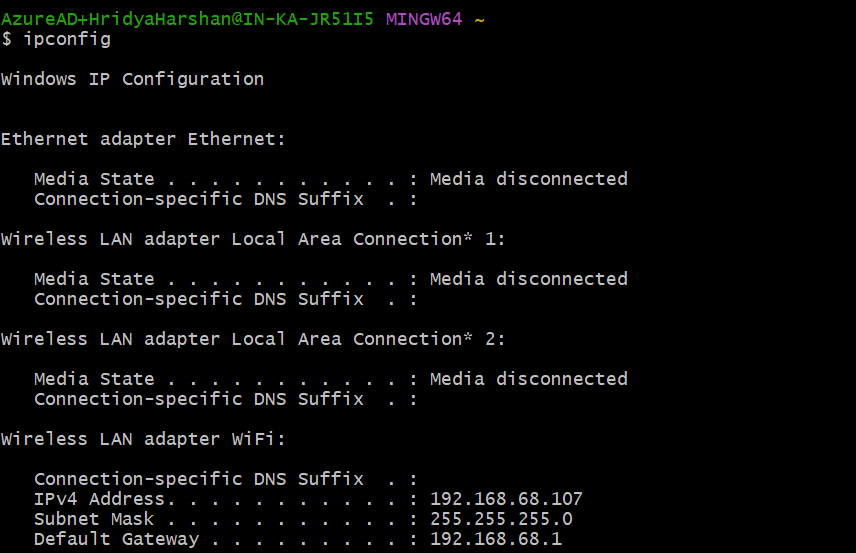 AzureAD+HridyaHarshan@IN-KA-JR51I5 MINGW64 ~
$ ipconfig
Windows IP Configuration
Ethernet adapter Ethernet:
   Media State . . . . . . . . . . . : Media disconnected
   Connection-specific DNS Suffix  . :
Wireless LAN adapter Local Area Connection* 1:
   Media State . . . . . . . . . . . : Media disconnected
   Connection-specific DNS Suffix  . :
Wireless LAN adapter Local Area Connection* 2:
   Media State . . . . . . . . . . . : Media disconnected
   Connection-specific DNS Suffix  . :
Wireless LAN adapter WiFi:
   Connection-specific DNS Suffix  . :
   IPv4 Address. . . . . . . . . . . : 192.168.68.107
   Subnet Mask . . . . . . . . . . . : 255.255.255.0
   Default Gateway . . . . . . . . . : 192.168.68.1